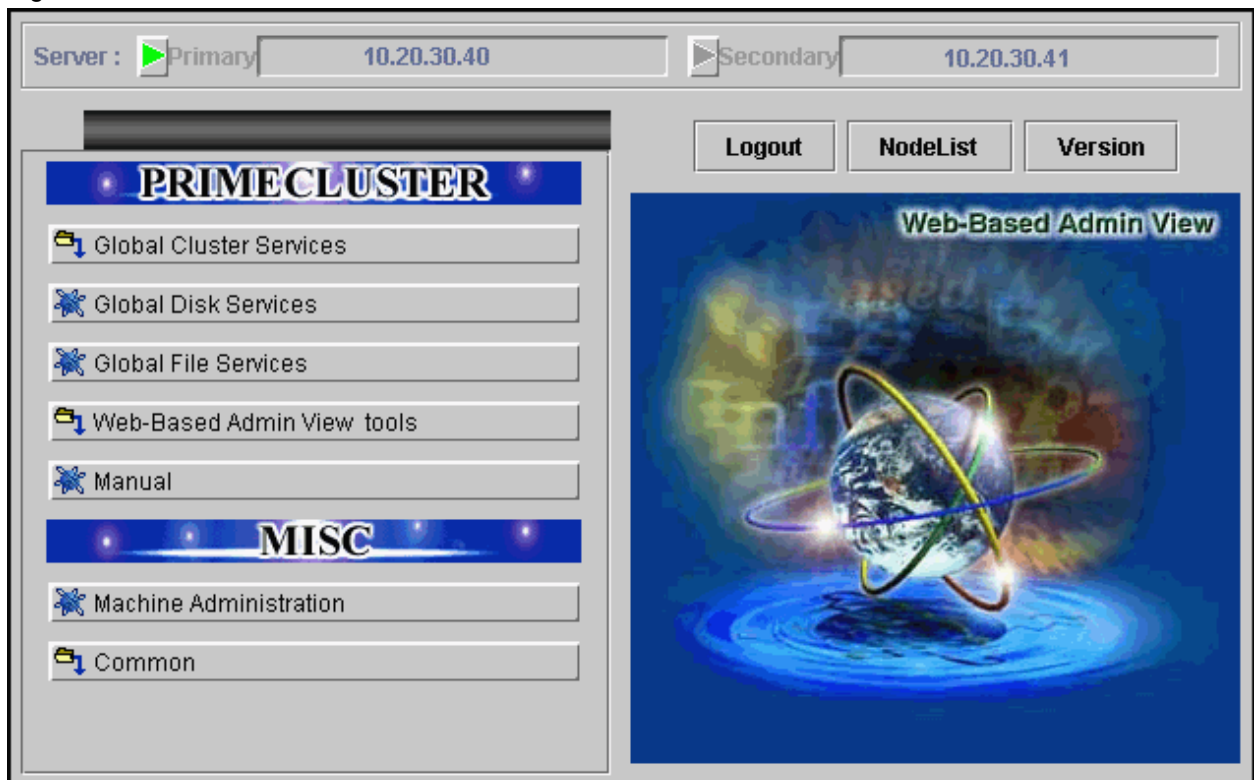 Server : Primary 10.20.30.40 Secondary 10.20.30.41
Logout NodeList Version
PRIMECLUSTER
Global Cluster Services
Global Disk Services
Global File Services
Web-Based Admin View tools
Manual
MISC
Machine Administration
Common
Web-Based Admin View